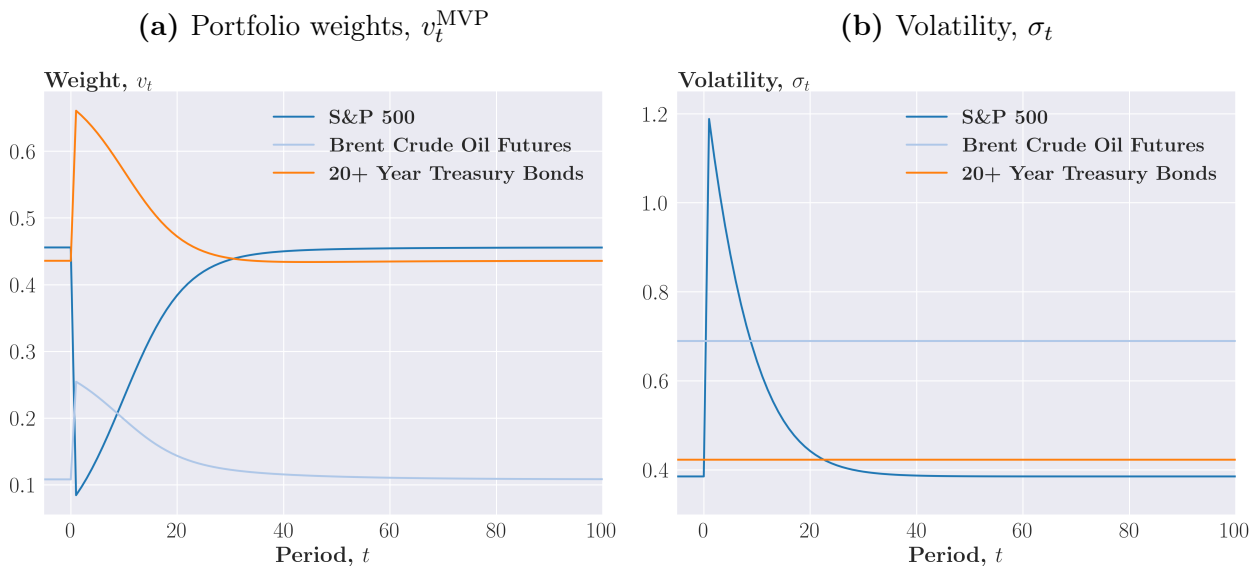 (a) Portfolio weights, v_t^MVP
Weight, v_t
S&P 500
Brent Crude Oil Futures
20+ Year Treasury Bonds
0.6
0.5
0.4
0.3
0.2
0.1
0 20 40 60 80 100
Period, t
(b) Volatility, σ_t
Volatility, σ_t
S&P 500
Brent Crude Oil Futures
20+ Year Treasury Bonds
1.2
1.0
0.8
0.6
0.4
0 20 40 60 80 100
Period, t